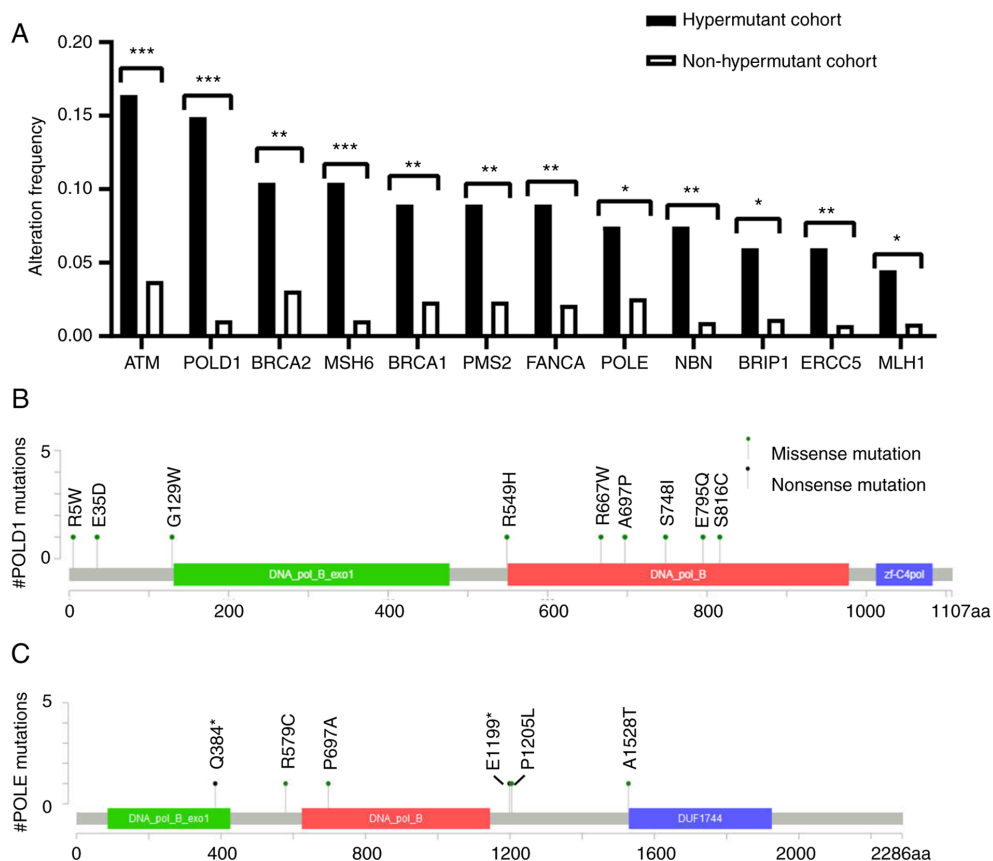 A
Hypermutant cohort
Non-hypermutant cohort
Alteration frequency
0.20
0.15
0.10
0.05
0.00
*** *** ** *** ** ** ** * ** * ** *
ATM POLD1 BRCA2 MSH6 BRCA1 PMS2 FANCA POLE NBN BRIP1 ERCC5 MLH1
B
#POLD1 mutations
5
0
Missense mutation
Nonsense mutation
R5W E35D G129W R549H R667W A697P S748I E795Q S816C
DNA_pol_B_exo1 DNA_pol_B zf-C4pol
0 200 400 600 800 1000 1107aa
C
#POLE mutations
5
0
Q384* R579C P697A E1199* P1205L A1528T
DNA_pol_B_exo1 DNA_pol_B DUF1744
0 400 800 1200 1600 2000 2286aa